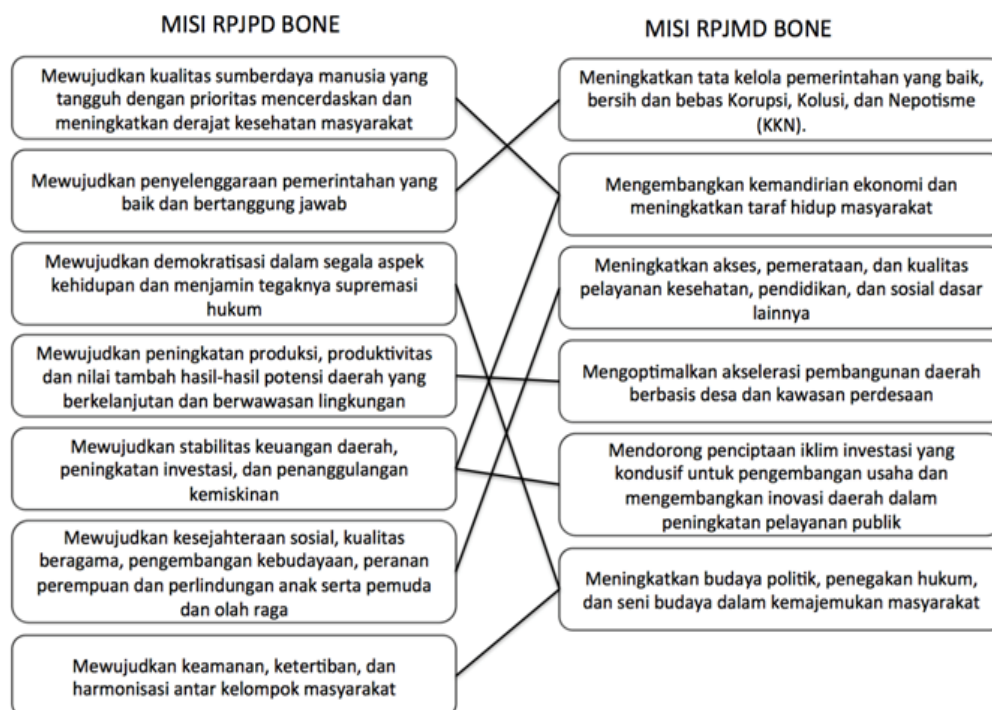 MISI RPJPD BONE
Mewujudkan kualitas sumberdaya manusia yang
tangguh dengan prioritas mencerdaskan dan
meningkatkan derajat kesehatan masyarakat
Mewujudkan penyelenggaraan pemerintahan yang
baik dan bertanggung jawab
Mewujudkan demokratisasi dalam segala aspek
kehidupan dan menjamin tegaknya supremasi
hukum
Mewujudkan peningkatan produksi, produktivitas
dan nilai tambah hasil-hasil potensi daerah yang
berkelanjutan dan berwawasan lingkungan
Mewujudkan stabilitas keuangan daerah,
peningkatan investasi, dan penanggulangan
kemiskinan
Mewujudkan kesejahteraan sosial, kualitas
beragama, pengembangan kebudayaan, peranan
perempuan dan perlindungan anak serta pemuda
dan olah raga
Mewujudkan keamanan, ketertiban, dan
harmonisasi antar kelompok masyarakat
MISI RPJMD BONE
Meningkatkan tata kelola pemerintahan yang baik,
bersih dan bebas Korupsi, Kolusi, dan Nepotisme
(KKN).
Mengembangkan kemandirian ekonomi dan
meningkatkan taraf hidup masyarakat
Meningkatkan akses, pemerataan, dan kualitas
pelayanan kesehatan, pendidikan, dan sosial dasar
lainnya
Mengoptimalkan akselerasi pembangunan daerah
berbasis desa dan kawasan perdesaan
Mendorong penciptaan iklim investasi yang
kondusif untuk pengembangan usaha dan
mengembangkan inovasi daerah dalam
peningkatan pelayanan publik
Meningkatkan budaya politik, penegakan hukum,
dan seni budaya dalam kemajemukan masyarakat